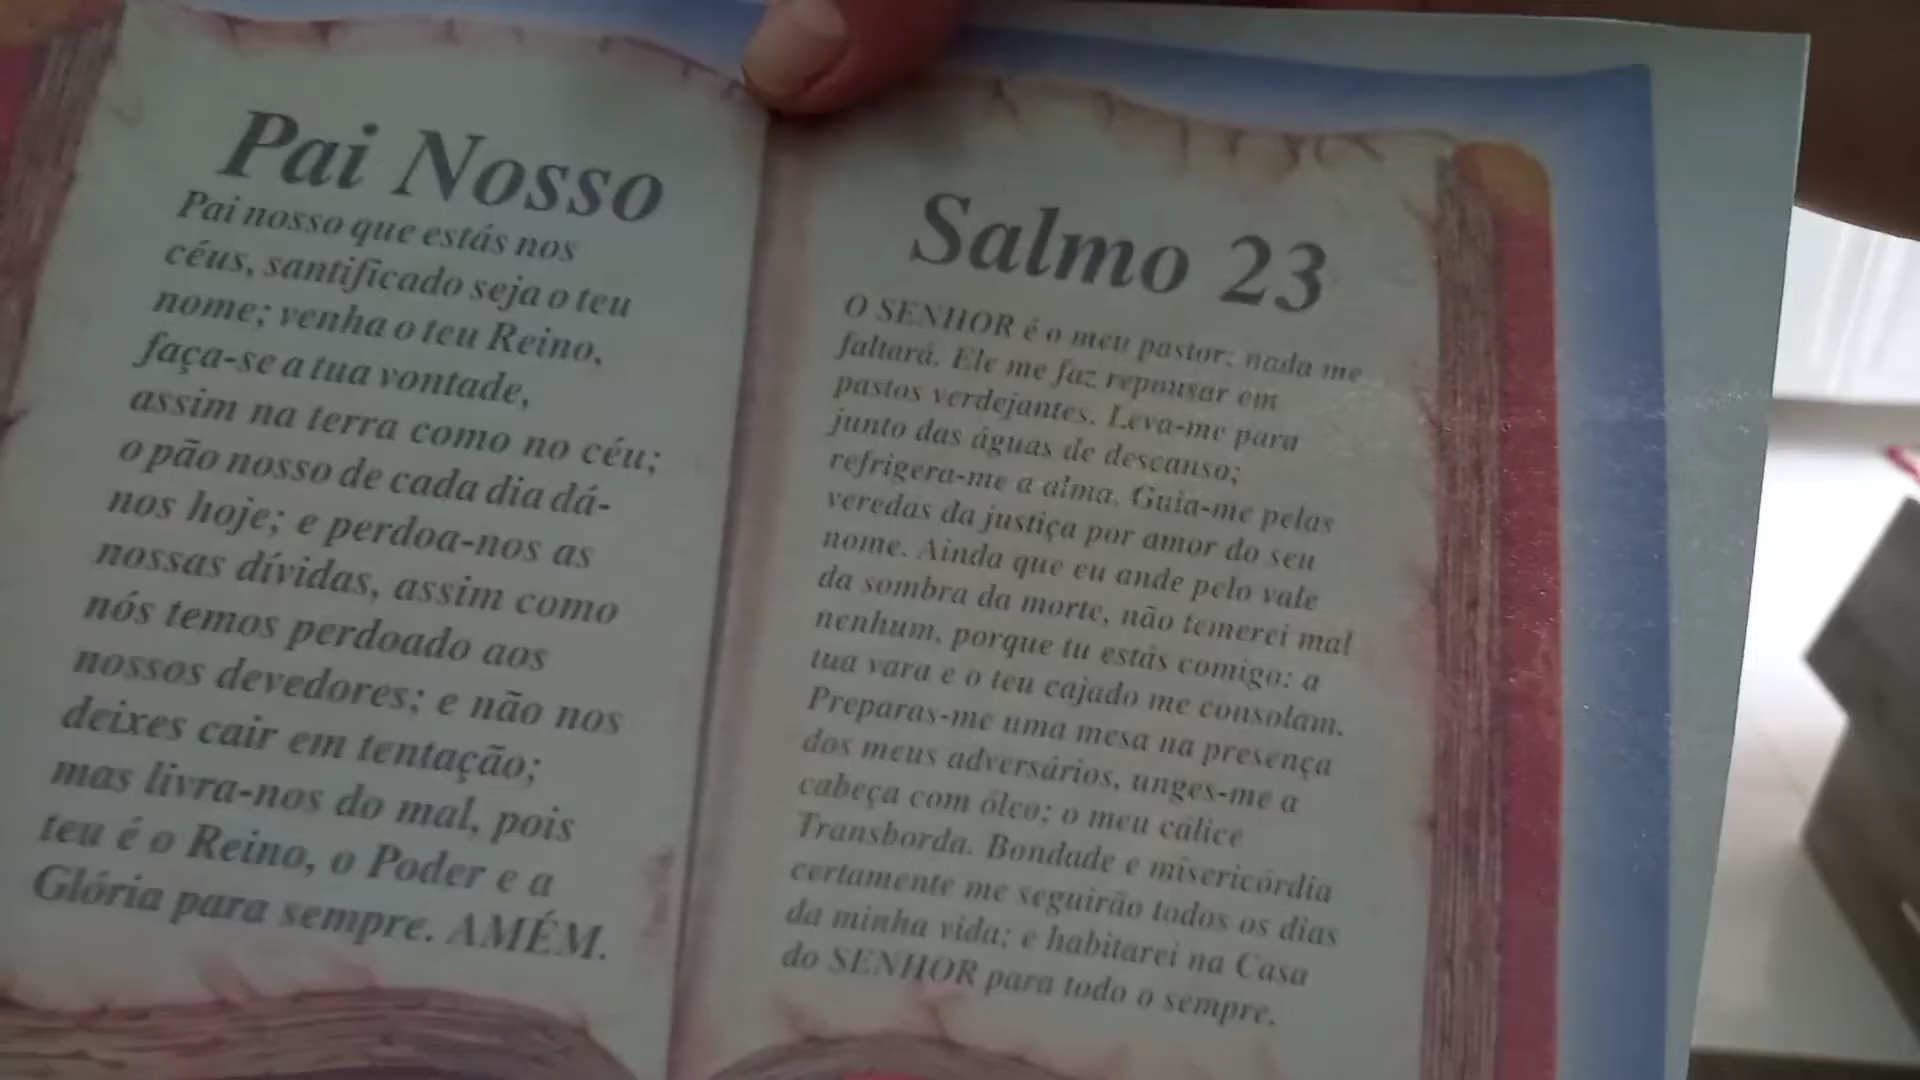 Pai Nosso
Pai nosso que estás nos
céus, santificado seja o teu
nome; venha o teu Reino,
faça-se a tua vontade,
assim na terra como no céu;
o pão nosso de cada dia dá-
nos hoje; e perdoa-nos as
nossas dívidas, assim como
nós temos perdoado aos
nossos devedores; e não nos
deixes cair em tentação;
mas livra-nos do mal, pois
teu é o Reino, o Poder e a
Glória para sempre. AMÉM.
Salmo 23
O SENHOR é o meu pastor: nada me
faltará. Ele me faz repousar em
pastos verdejantes. Leva-me para
junto das águas de descanso;
refrigera-me a alma. Guia-me pelas
veredas da justiça por amor do seu
nome. Ainda que eu ande pelo vale
da sombra da morte, não temerei mal
nenhum, porque tu estás comigo: a
tua vara e o teu cajado me consolam.
Preparas-me uma mesa na presença
dos meus adversários, unges-me a
cabeça com óleo; o meu cálice
Transborda. Bondade e misericórdia
certamente me seguirão todos os dias
da minha vida; e habitarei na Casa
do SENHOR para todo o sempre.